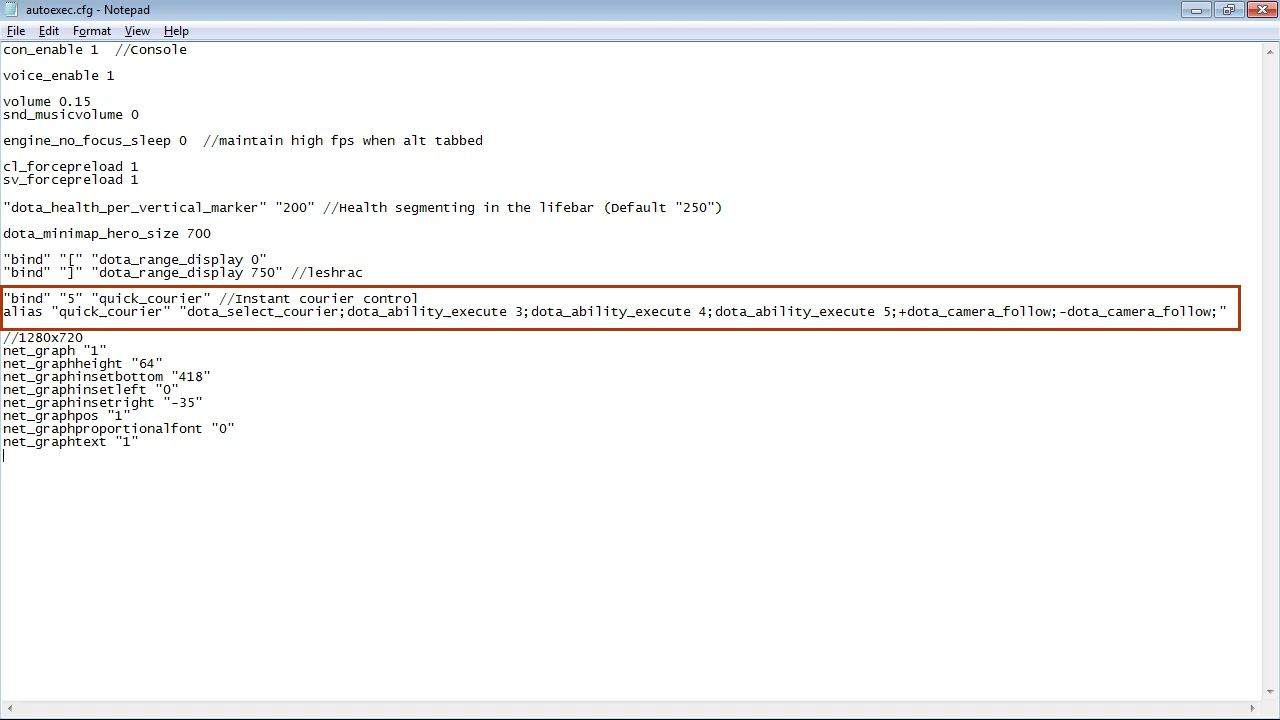 autoexec.cfg - Notepad
File Edit Format View Help
con_enable 1  //Console
voice_enable 1
volume 0.15
snd_musicvolume 0
engine_no_focus_sleep 0  //maintain high fps when alt tabbed
cl_forcepreload 1
sv_forcepreload 1
"dota_health_per_vertical_marker" "200" //Health segmenting in the lifebar (Default "250")
dota_minimap_hero_size 700
"bind" "[" "dota_range_display 0"
"bind" "]" "dota_range_display 750" //leshrac
"bind" "5" "quick_courier" //Instant courier control
alias "quick_courier" "dota_select_courier;dota_ability_execute 3;dota_ability_execute 4;dota_ability_execute 5;+dota_camera_follow;-dota_camera_follow;"
//1280x720
net_graph "1"
net_graphheight "64"
net_graphinsetbottom "418"
net_graphinsetleft "0"
net_graphinsetright "-35"
net_graphpos "1"
net_graphproportionalfont "0"
net_graphtext "1"